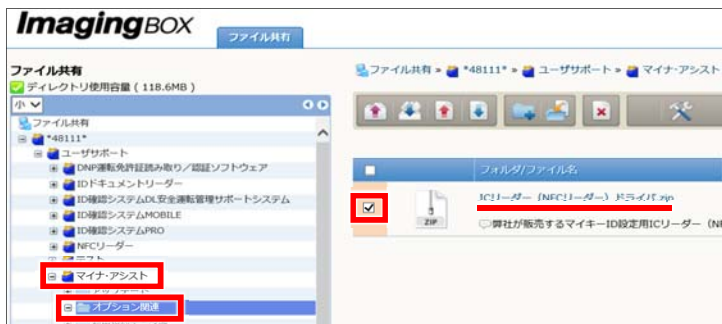 ImagingBOX
ファイル共有
ファイル共有
ディレクトリ使用容量 ( 118.6MB )
小
ファイル共有
*48111*
ユーザサポート
DNP運転免許証読み取り／認証ソフトウェア
IDドキュメントリーダー
ID確認システムDL安全運転管理サポートシステム
ID確認システムMOBILE
ID確認システムPRO
NFCリーダー
テスト
マイナ・アシスト
オプション関連
ファイル共有 » *48111* » ユーザサポート » マイナ・アシスト
フォルダ/ファイル名
ZIP
ICリーダー（NFCリーダー）ドライバ.zip
弊社が販売するマイキーID設定用ICリーダー（NF